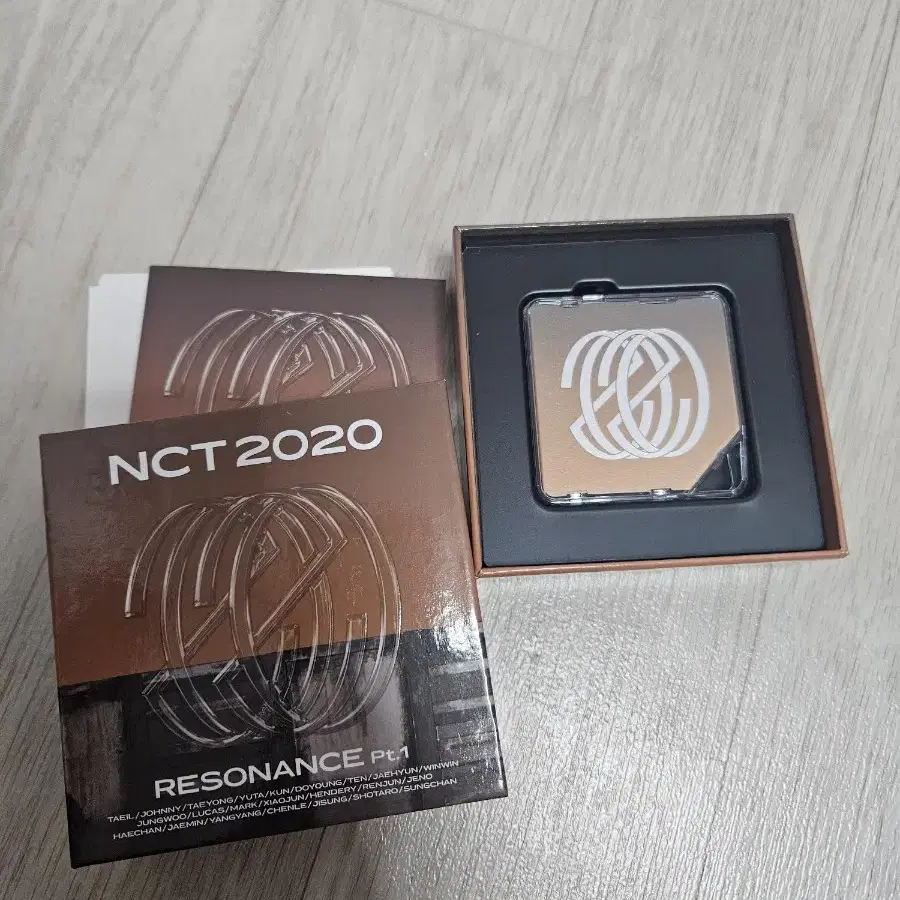 NCT 2020
RESONANCE Pt.1
TAEIL / JOHNNY / TAEYONG / YUTA / KUN / DOYOUNG / TEN / JAEHYUN / WINWIN
JUNGWOO / LUCAS / MARK / XIAOJUN / HENDERY / RENJUN / JENO
HAECHAN / JAEMIN / YANGYANG / CHENLE / JISUNG / SHOTARO / SUNGCHAN